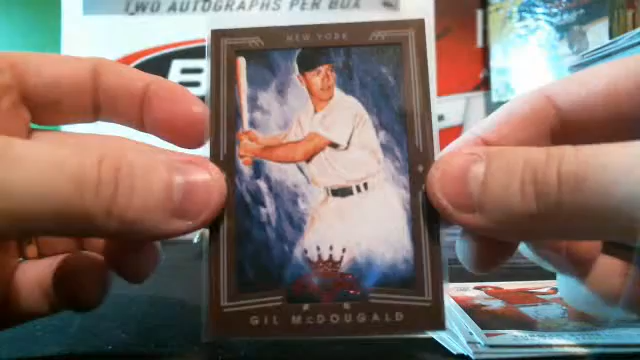 TWO AUTOGRAPHS PER BOX
B
NEW YORK
GIL McDOUGALD